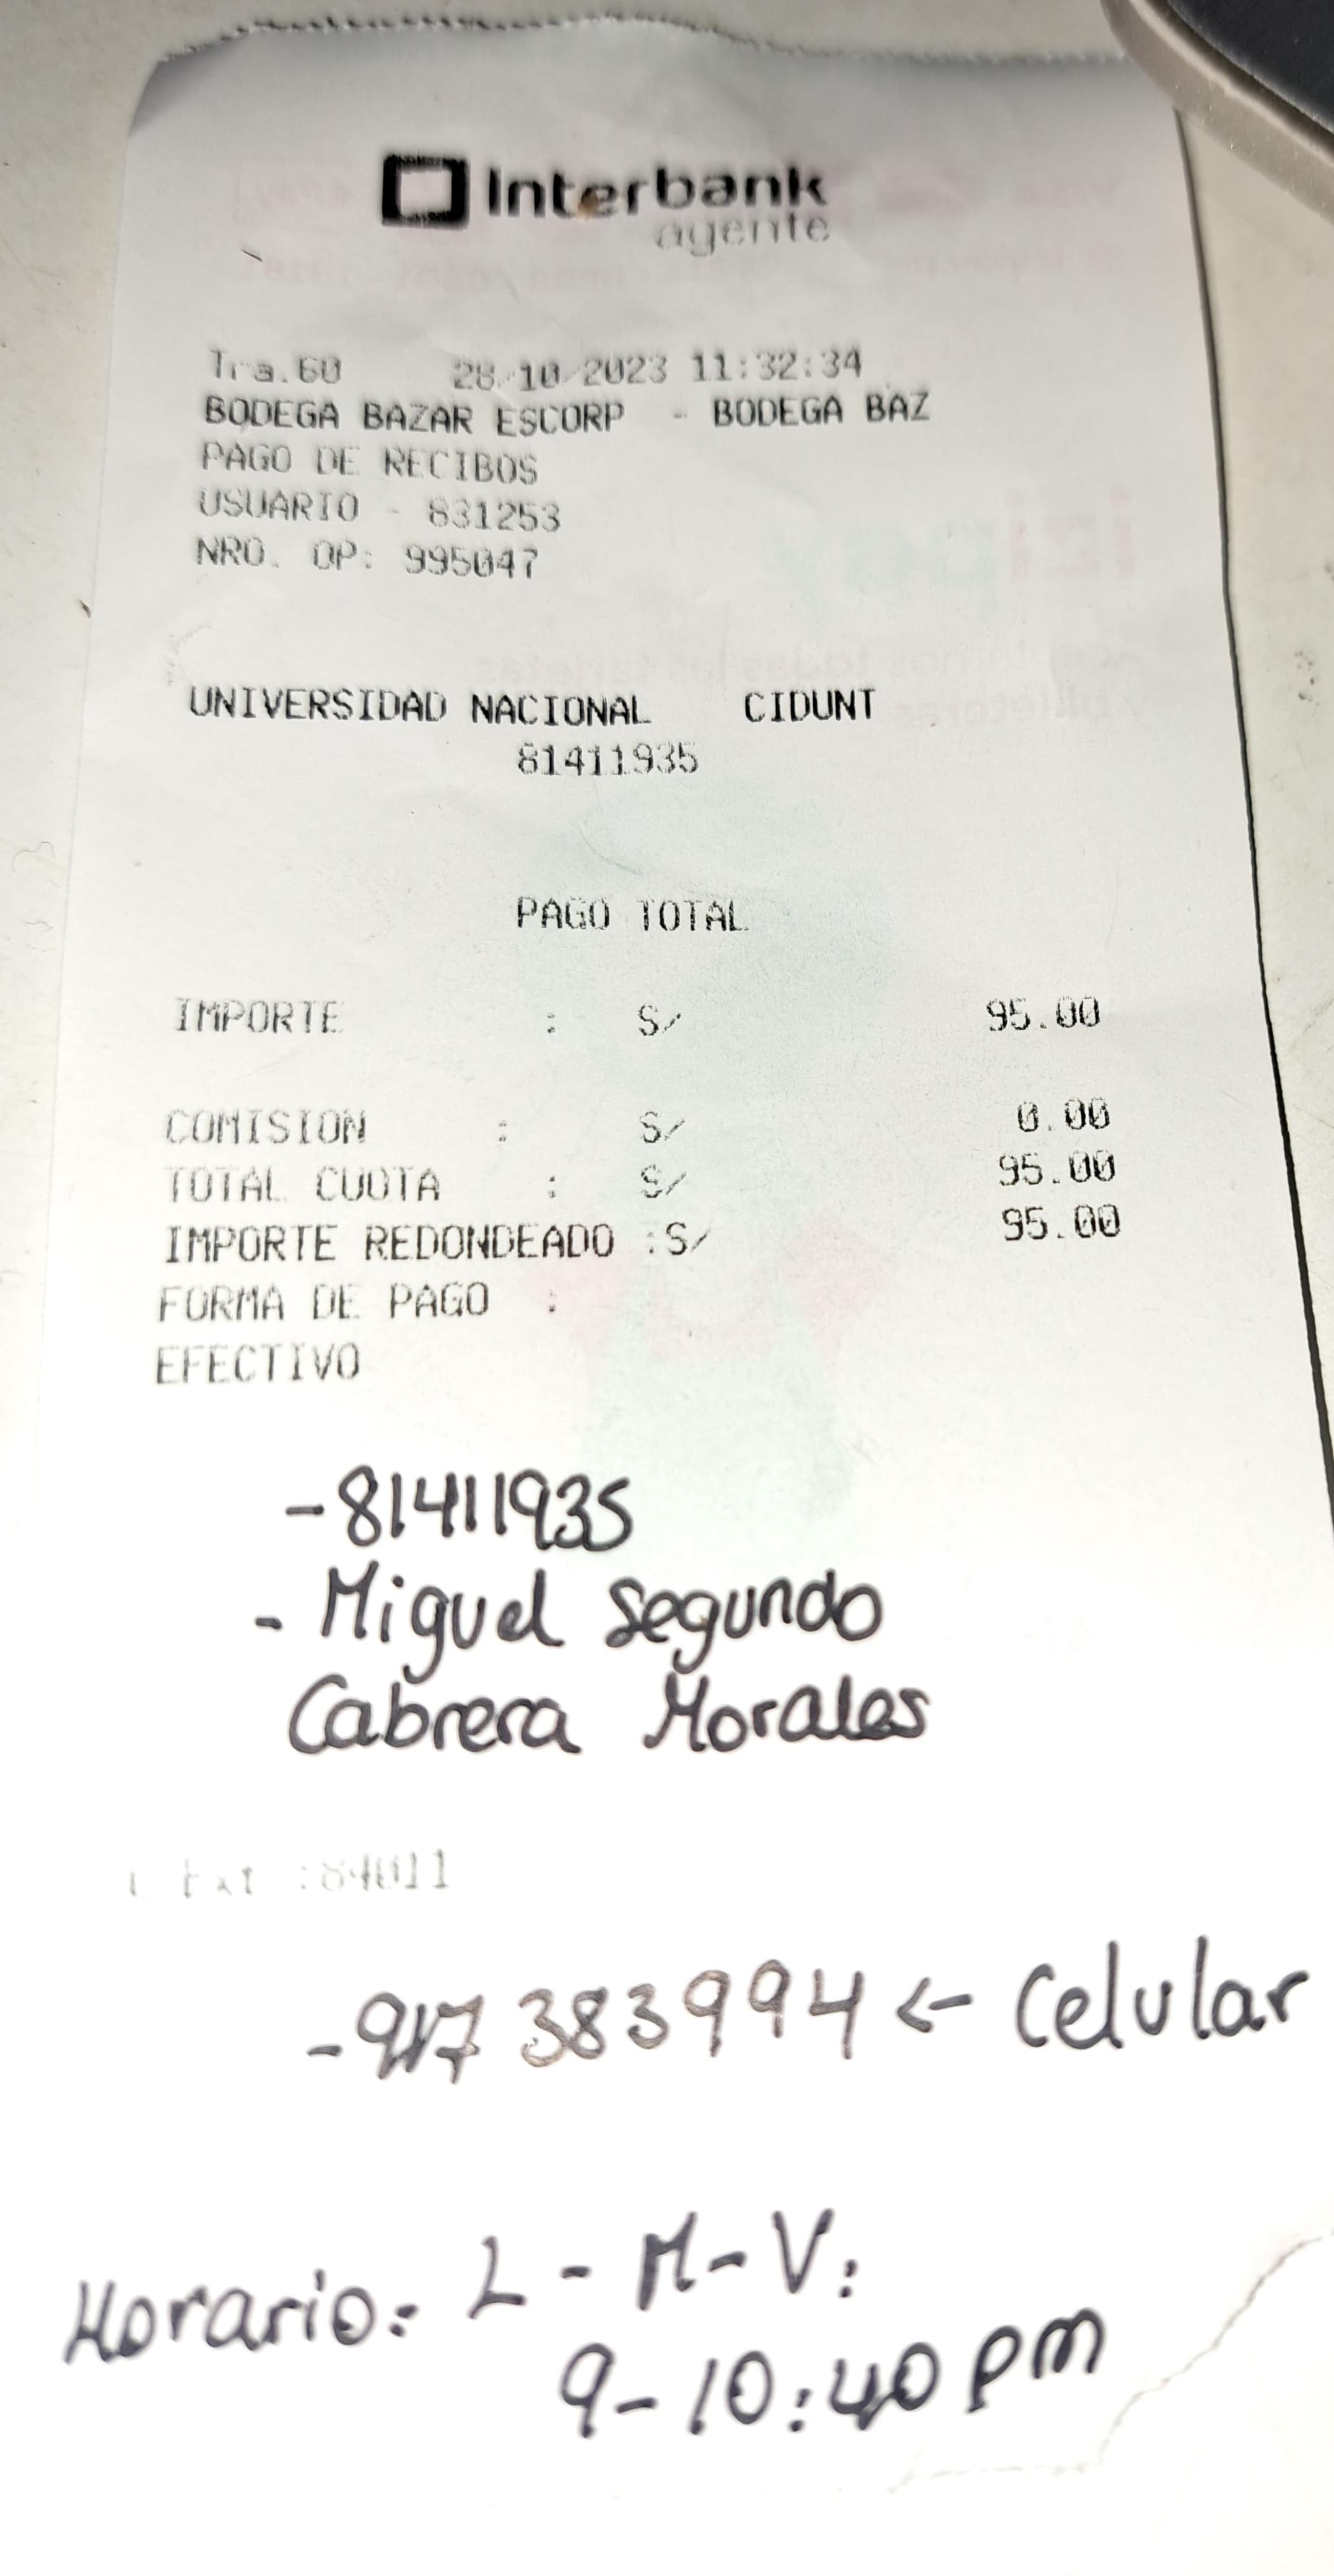 Interbank
agente
Tra.60 28/10/2023 11:32:34
BODEGA BAZAR ESCORP - BODEGA BAZ
PAGO DE RECIBOS
USUARIO - 831253
NRO. OP: 995047
UNIVERSIDAD NACIONAL CIDUNT
81411935
PAGO TOTAL
IMPORTE : S/ 95.00
COMISION : S/ 0.00
TOTAL CUOTA : S/ 95.00
IMPORTE REDONDEADO :S/ 95.00
FORMA DE PAGO :
EFECTIVO
-81411935
- Miguel Segundo
Cabrera Morales
Ext :84011
-917 383994 ← Celular
Horario: L - M - V:
9-10:40 pm